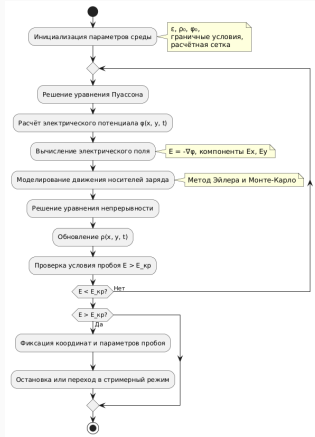 Инициализация параметров среды
ε, ρ₀, φ₀,
граничные условия,
расчётная сетка
Решение уравнения Пуассона
Расчёт электрического потенциала φ(x, y, t)
Вычисление электрического поля
E = -∇φ, компоненты Ex, Ey
Моделирование движения носителей заряда
Метод Эйлера и Монте-Карло
Решение уравнения непрерывности
Обновление ρ(x, y, t)
Проверка условия пробоя E > E_кр
E < E_кр?
Нет
E > E_кр?
Да
Фиксация координат и параметров пробоя
Остановка или переход в стримерный режим